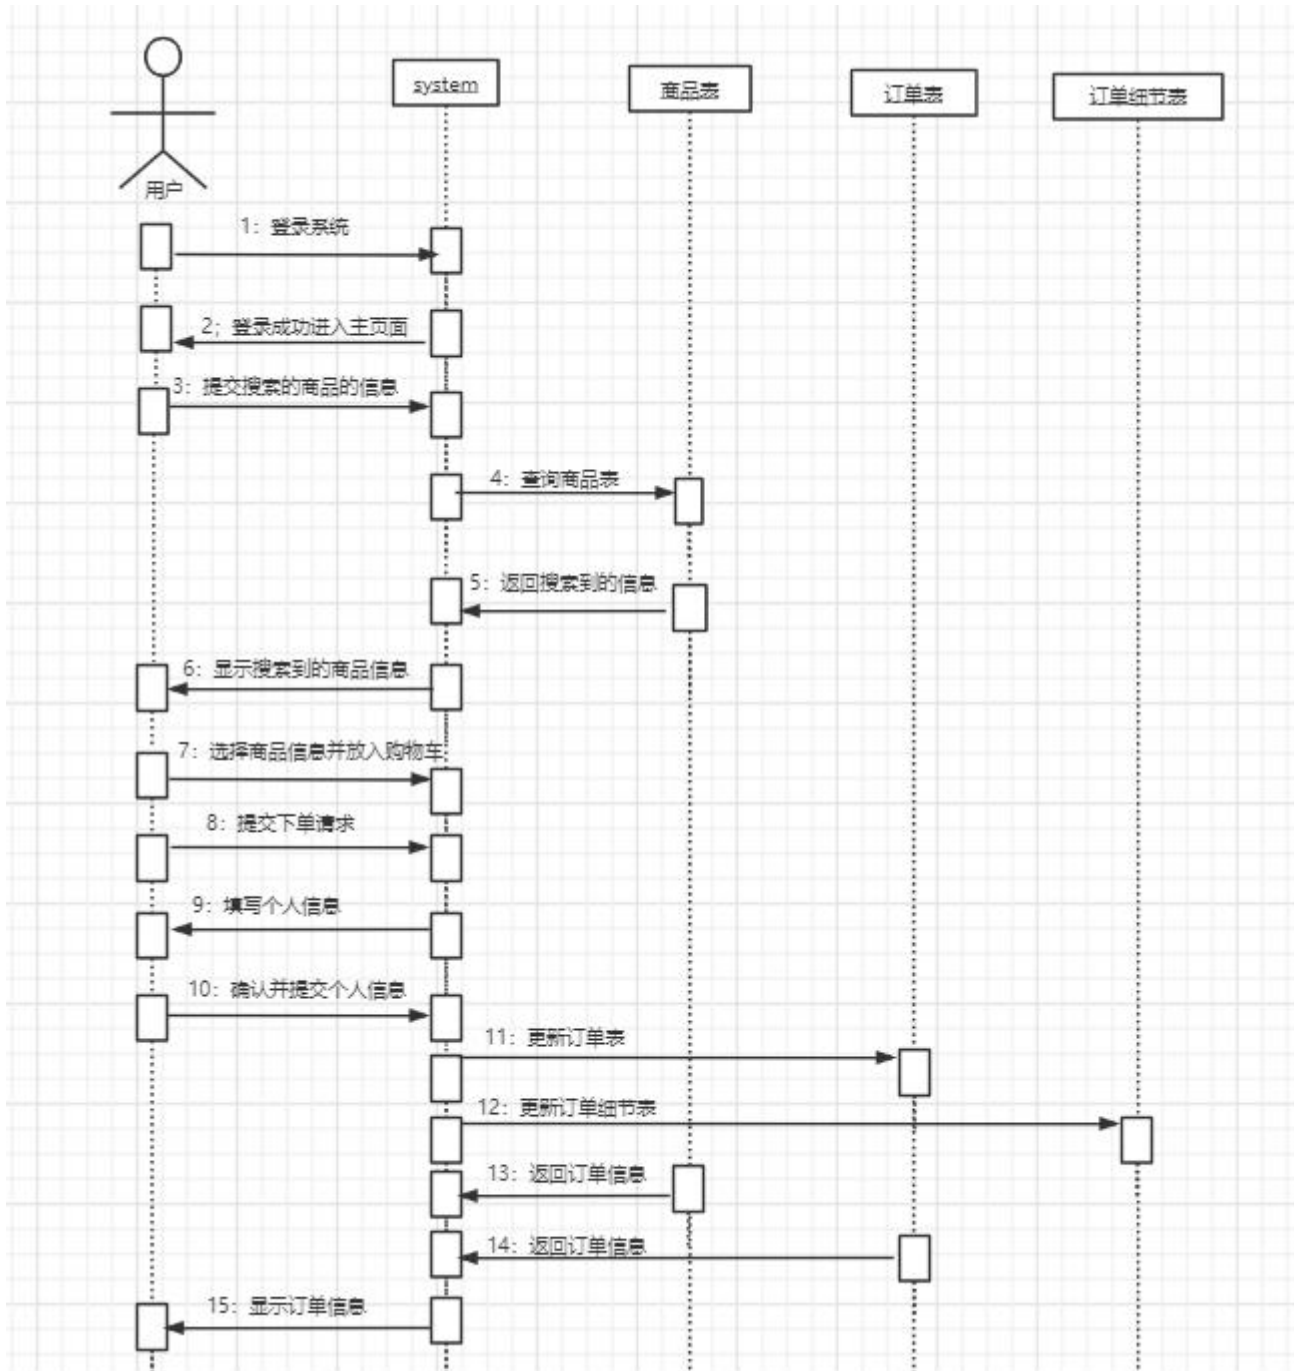 system
商品表
订单表
订单细节表
用户
1：登录系统
2；登录成功进入主页面
3：提交搜索的商品的信息
4：查询商品表
5：返回搜索到的信息
6：显示搜索到的商品信息
7：选择商品信息并放入购物车
8：提交下单请求
9：填写个人信息
10：确认并提交个人信息
11：更新订单表
12：更新订单细节表
13：返回订单信息
14：返回订单信息
15：显示订单信息